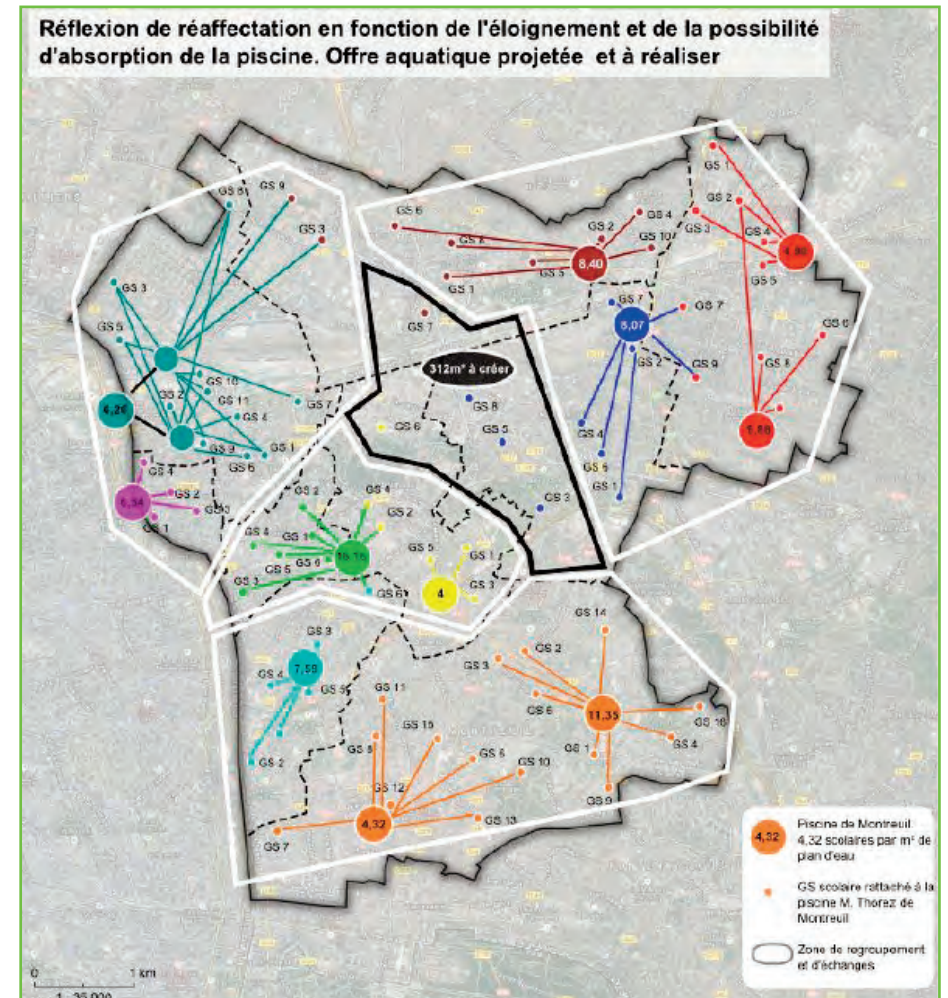 Réflexion de réaffectation en fonction de l'éloignement et de la possibilité
d'absorption de la piscine. Offre aquatique projetée et à réaliser
GS 1
GS 2
GS 9
GS 3
GS 6
GS 2
GS 4
GS 3
GS 4
GS 10
GS 5
GS 1
8,40
GS 3
GS 5
GS 7
GS 7
GS 7
8,07
GS 6
GS 2
312m² à créer
GS 9
GS 8
GS 10
GS 2
GS 11
GS 7
GS 8
GS 4
GS 5
GS 6
GS 4
GS 9
GS 6
GS 1
GS 6
GS 1
GS 4
GS 2
GS 3
GS 1
GS 2
GS 4
GS 2
GS 3
GS 4
GS 3
GS 5
GS 6
GS 5
GS 1
GS 3
4
GS 3
GS 6
GS 14
GS 3
7,59
GS 4
GS 5
GS 2
GS 3
GS 2
GS 11
GS 6
11,35
GS 16
GS 15
GS 4
GS 1
GS 6
GS 10
GS 2
GS 12
GS 9
4,32
GS 13
GS 7
4,32
Piscine de Montreuil
4,32 scolaires par m² de
plan d'eau
GS scolaire rattaché à la
piscine M. Thorez de
Montreuil
Zone de regroupement
et d'échanges
0
1 km